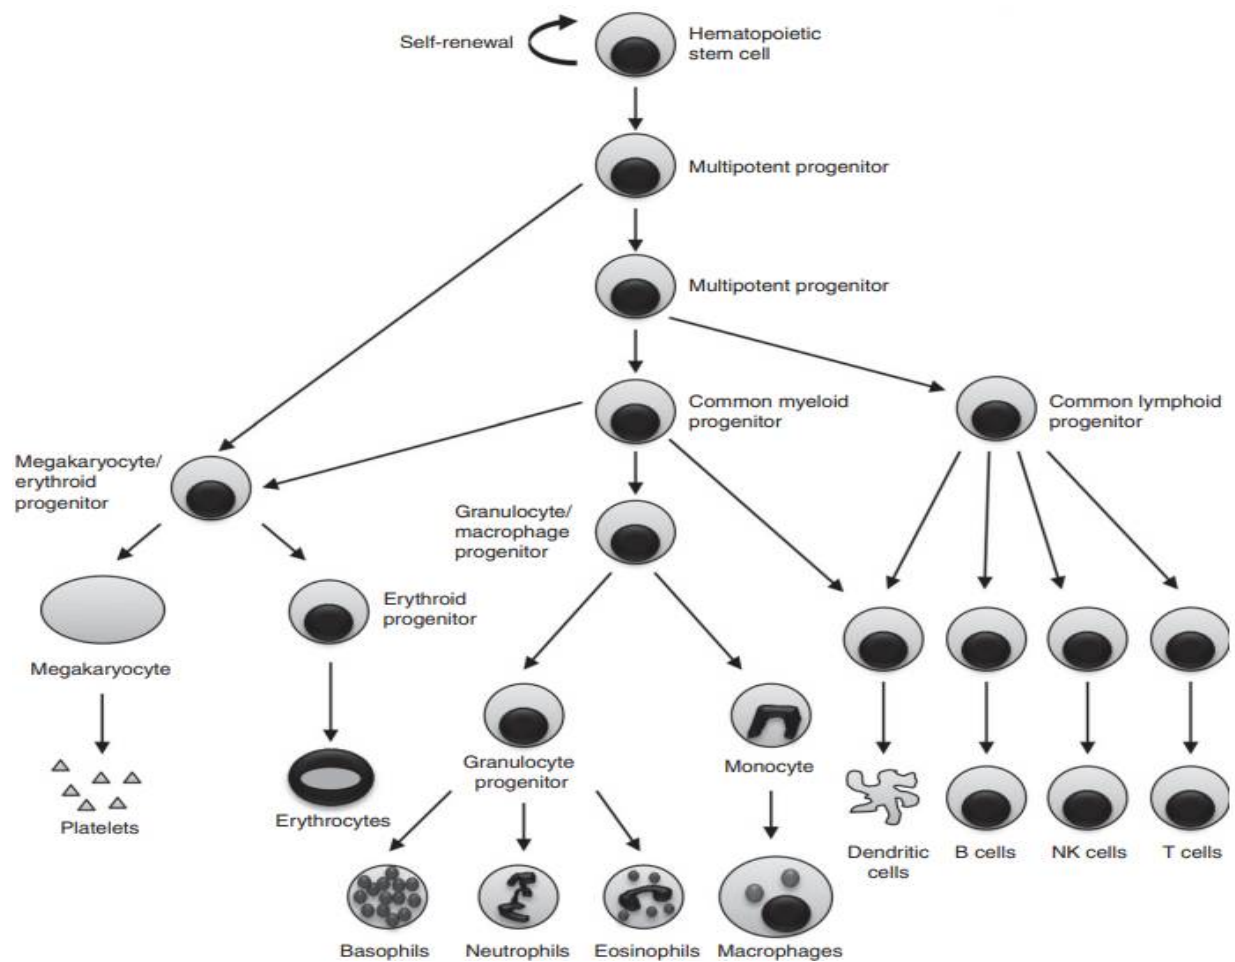 Self-renewal
Hematopoietic
stem cell
Multipotent progenitor
Multipotent progenitor
Common myeloid
progenitor
Common lymphoid
progenitor
Megakaryocyte/
erythroid
progenitor
Granulocyte/
macrophage
progenitor
Erythroid
progenitor
Megakaryocyte
Granulocyte
progenitor
Monocyte
Platelets
Erythrocytes
Dendritic
cells
B cells
NK cells
T cells
Basophils
Neutrophils
Eosinophils
Macrophages